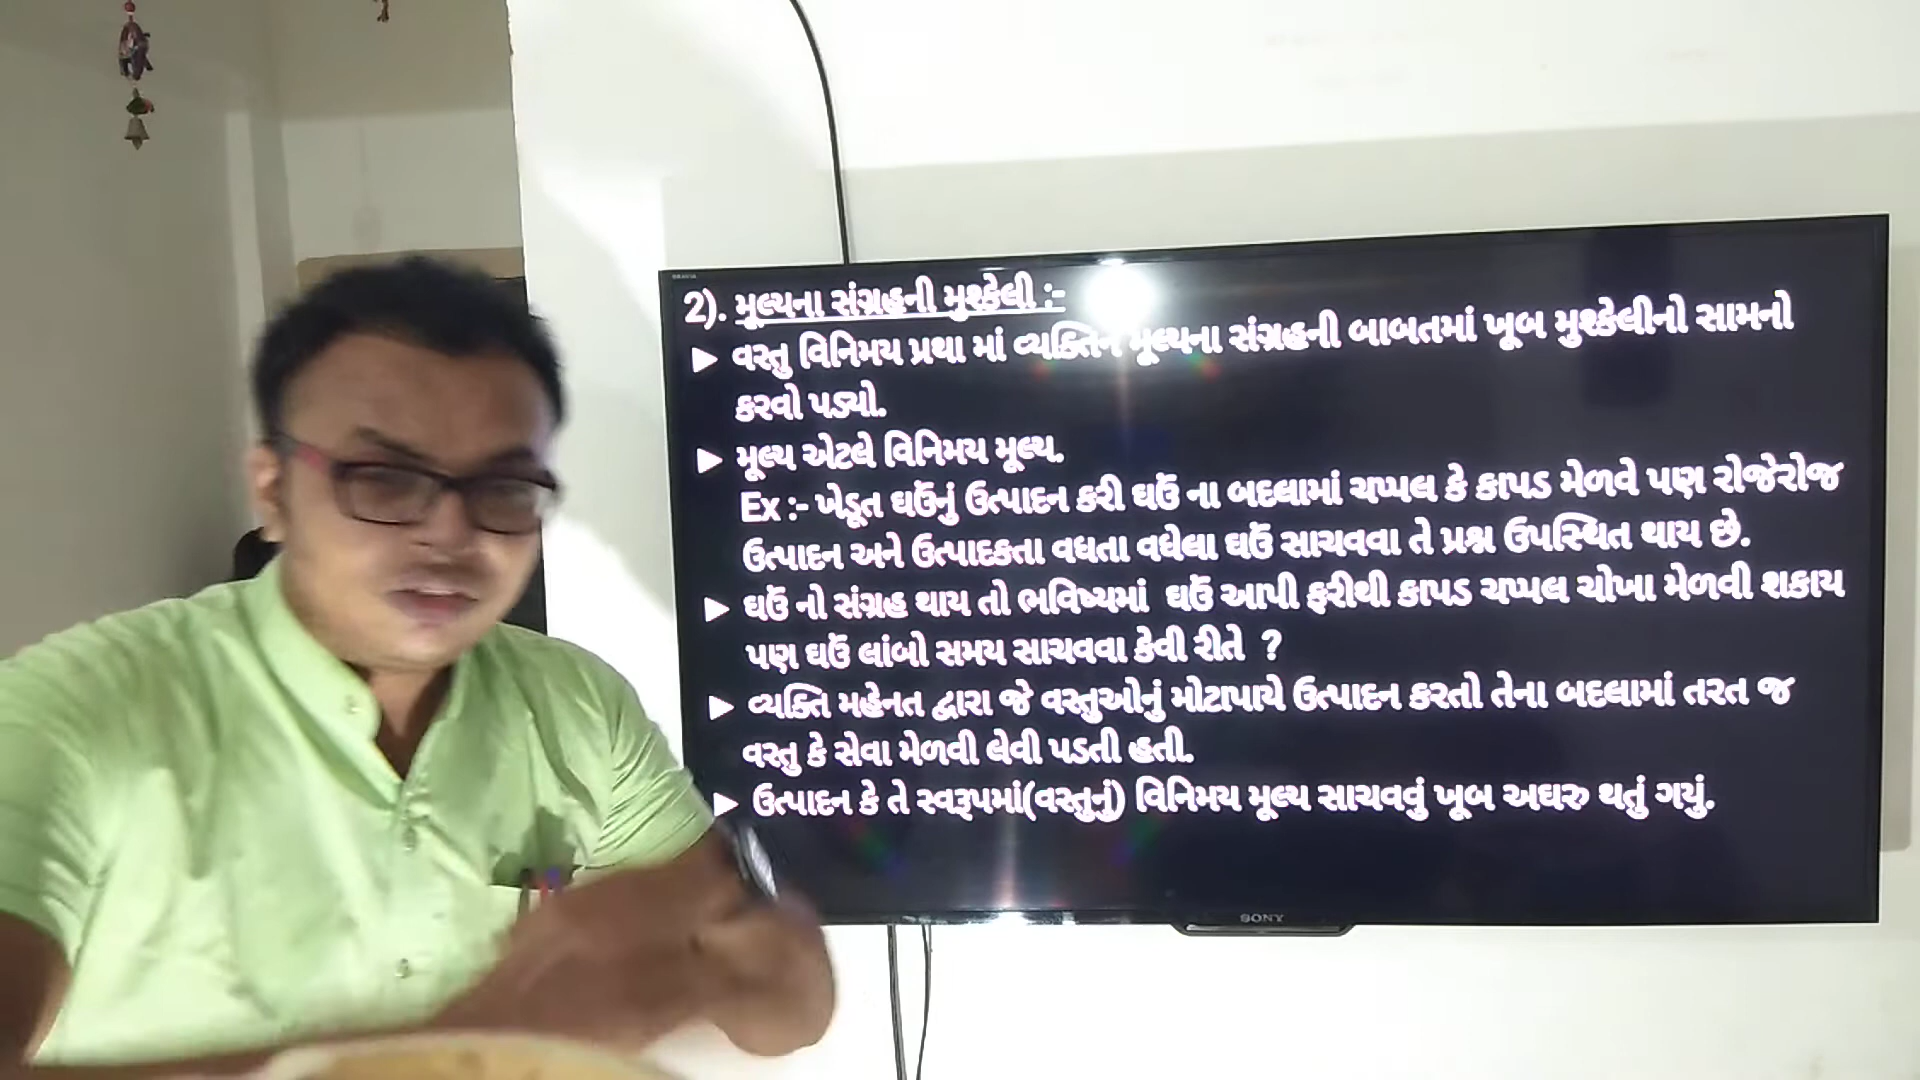 2). મૂલ્યના સંગ્રહની મુશ્કેલી :-
▶ વસ્તુ વિનિમય પ્રથા માં વ્યક્તિને મૂલ્યના સંગ્રહની બાબતમાં ખૂબ મુશ્કેલીનો સામનો
કરવો પડ્યો.
▶ મૂલ્ય એટલે વિનિમય મૂલ્ય.
Ex :- ખેડૂત ઘઉંનું ઉત્પાદન કરી ઘઉં ના બદલામાં ચપ્પલ કે કાપડ મેળવે પણ રોજેરોજ
ઉત્પાદન અને ઉત્પાદકતા વધતા વધેલા ઘઉં સાચવવા તે પ્રશ્ન ઉપસ્થિત થાય છે.
▶ ઘઉં નો સંગ્રહ થાય તો ભવિષ્યમાં ઘઉં આપી ફરીથી કાપડ ચપ્પલ ચોખા મેળવી શકાય
પણ ઘઉં લાંબો સમય સાચવવા કેવી રીતે ?
▶ વ્યક્તિ મહેનત દ્વારા જે વસ્તુઓનું મોટાપાયે ઉત્પાદન કરતો તેના બદલામાં તરત જ
વસ્તુ કે સેવા મેળવી લેવી પડતી હતી.
▶ ઉત્પાદન કે તે સ્વરૂપમાં(વસ્તુનું) વિનિમય મૂલ્ય સાચવવું ખૂબ અઘરુ થતું ગયું.
SONY